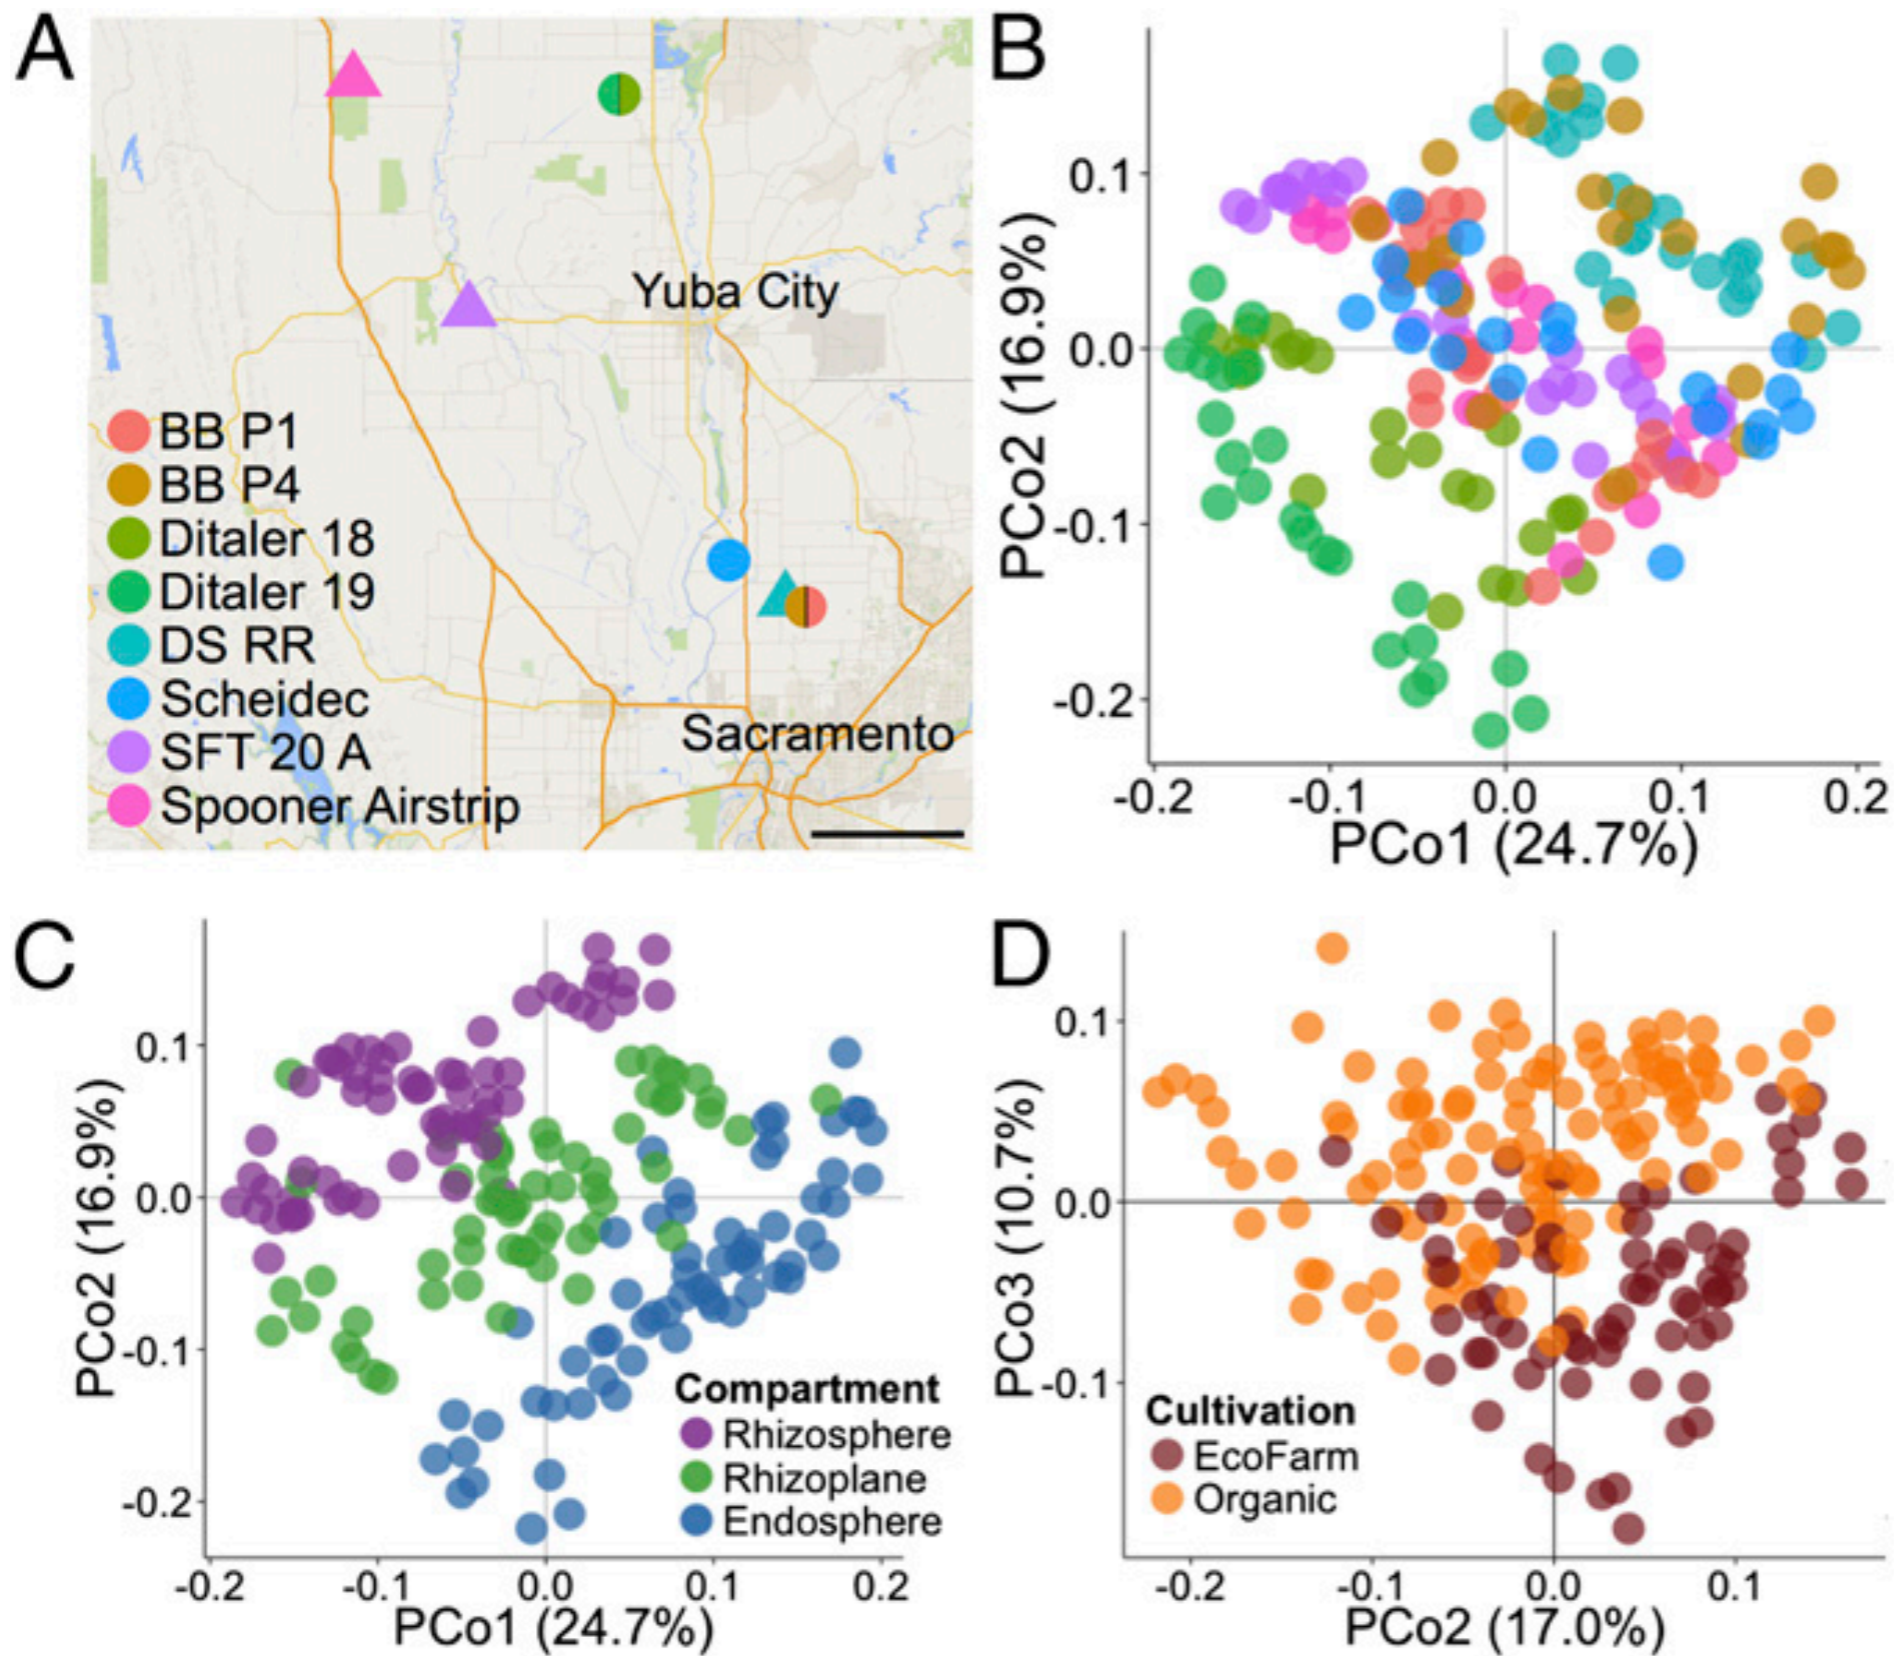 A
Yuba City
BB P1
BB P4
Ditaler 18
Ditaler 19
DS RR
Scheidec
SFT 20 A
Spooner Airstrip
Sacramento
B
PCo2 (16.9%)
0.1
0.0
-0.1
-0.2
-0.2 -0.1 0.0 0.1 0.2
PCo1 (24.7%)
C
PCo2 (16.9%)
0.1
0.0
-0.1
-0.2
Compartment
Rhizosphere
Rhizoplane
Endosphere
-0.2 -0.1 0.0 0.1 0.2
PCo1 (24.7%)
D
PCo3 (10.7%)
0.1
0.0
-0.1
Cultivation
EcoFarm
Organic
-0.2 -0.1 0.0 0.1
PCo2 (17.0%)